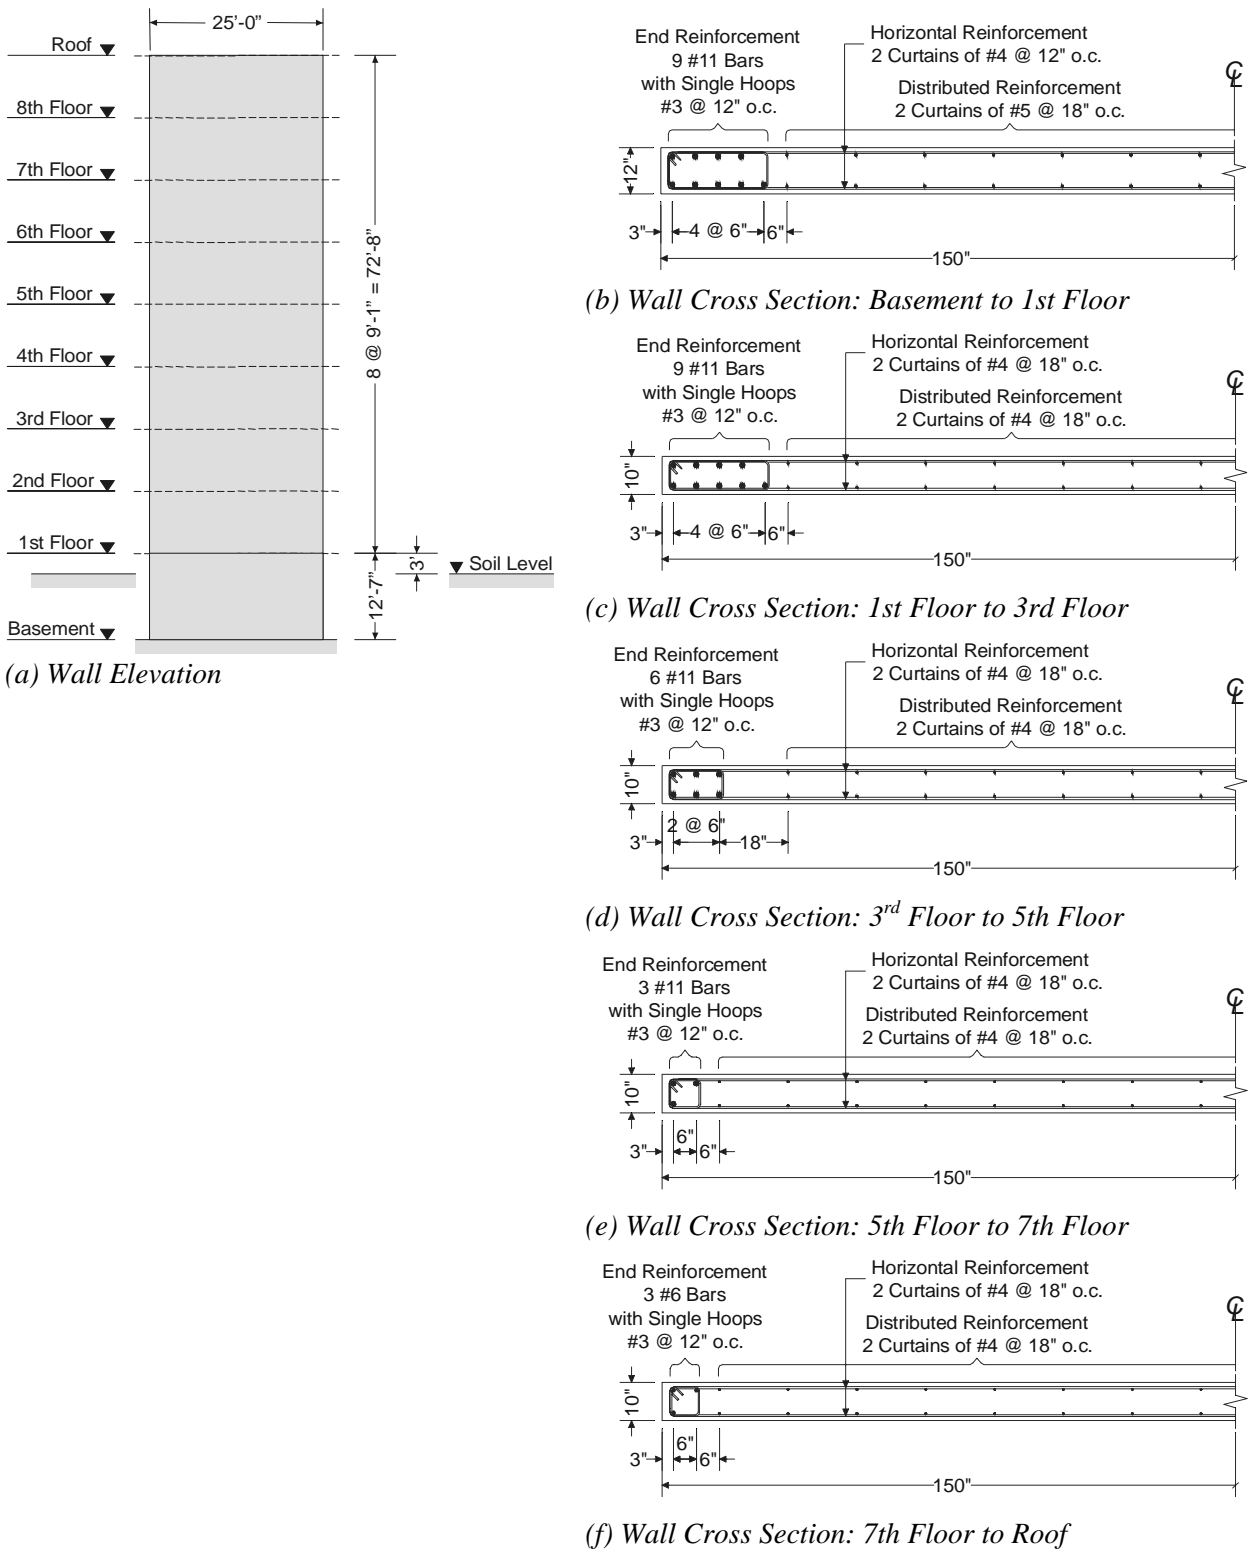 25'-0”
Roof
8th Floor
7th Floor
6th Floor
5th Floor
4th Floor
3rd Floor
2nd Floor
1st Floor
Basement
8 @ 9'-1” = 72'-8”
12'-7”
3'
Soil Level
(a) Wall Elevation
End Reinforcement
9 #11 Bars
with Single Hoops
#3 @ 12" o.c.
Horizontal Reinforcement
2 Curtains of #4 @ 12" o.c.
Distributed Reinforcement
2 Curtains of #5 @ 18" o.c.
CL
12"
3"
4 @ 6"
6"
150"
(b) Wall Cross Section: Basement to 1st Floor
End Reinforcement
9 #11 Bars
with Single Hoops
#3 @ 12" o.c.
Horizontal Reinforcement
2 Curtains of #4 @ 18" o.c.
Distributed Reinforcement
2 Curtains of #4 @ 18" o.c.
CL
10"
3"
4 @ 6"
6"
150"
(c) Wall Cross Section: 1st Floor to 3rd Floor
End Reinforcement
6 #11 Bars
with Single Hoops
#3 @ 12" o.c.
Horizontal Reinforcement
2 Curtains of #4 @ 18" o.c.
Distributed Reinforcement
2 Curtains of #4 @ 18" o.c.
CL
10"
2 @ 6"
3"
18"
150"
(d) Wall Cross Section: 3rd Floor to 5th Floor
End Reinforcement
3 #11 Bars
with Single Hoops
#3 @ 12" o.c.
Horizontal Reinforcement
2 Curtains of #4 @ 18" o.c.
Distributed Reinforcement
2 Curtains of #4 @ 18" o.c.
CL
10"
6"
3"
6"
150"
(e) Wall Cross Section: 5th Floor to 7th Floor
End Reinforcement
3 #6 Bars
with Single Hoops
#3 @ 12" o.c.
Horizontal Reinforcement
2 Curtains of #4 @ 18" o.c.
Distributed Reinforcement
2 Curtains of #4 @ 18" o.c.
CL
10"
6"
3"
6"
150"
(f) Wall Cross Section: 7th Floor to Roof